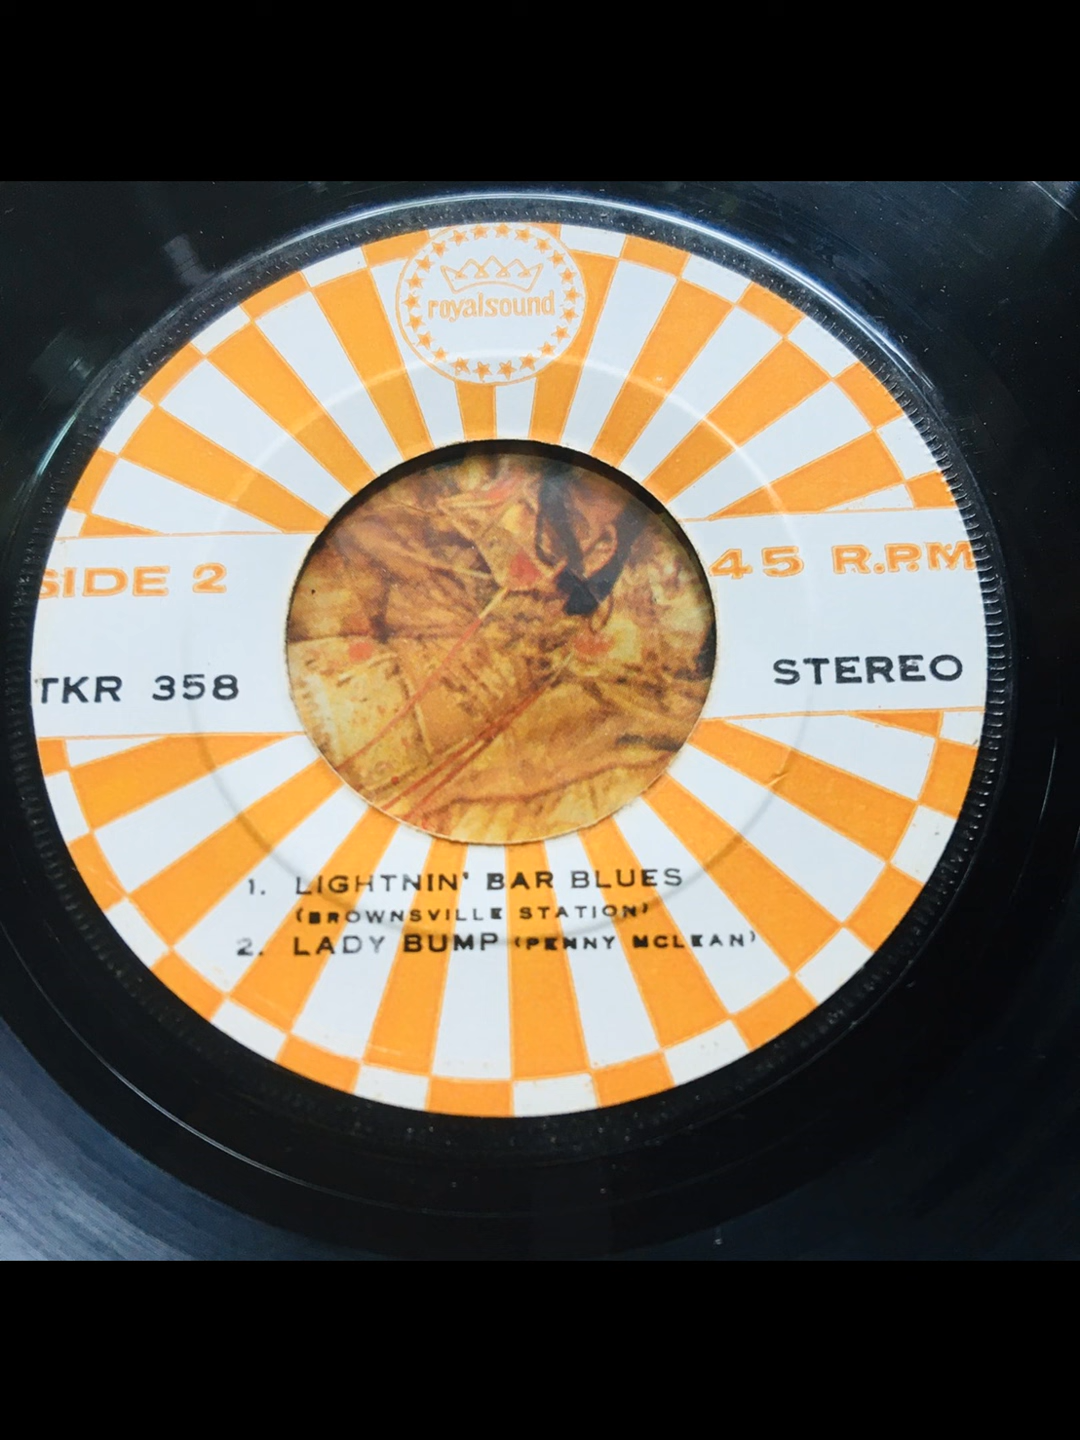 royalsound
SIDE 2
45 R.P.M
TKR 358
STEREO
1. LIGHTNIN' BAR BLUES
(BROWNSVILLE STATION)
2. LADY BUMP (PENNY MCLEAN)